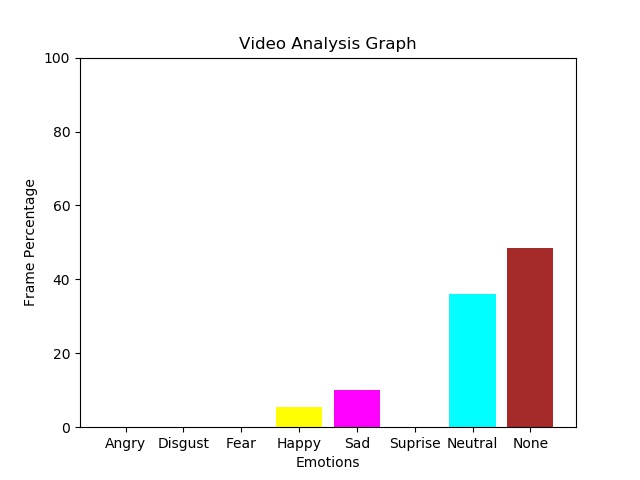 Video Analysis Graph
100
80
60
40
20
0
Frame Percentage
Angry Disgust Fear Happy Sad Suprise Neutral None
Emotions